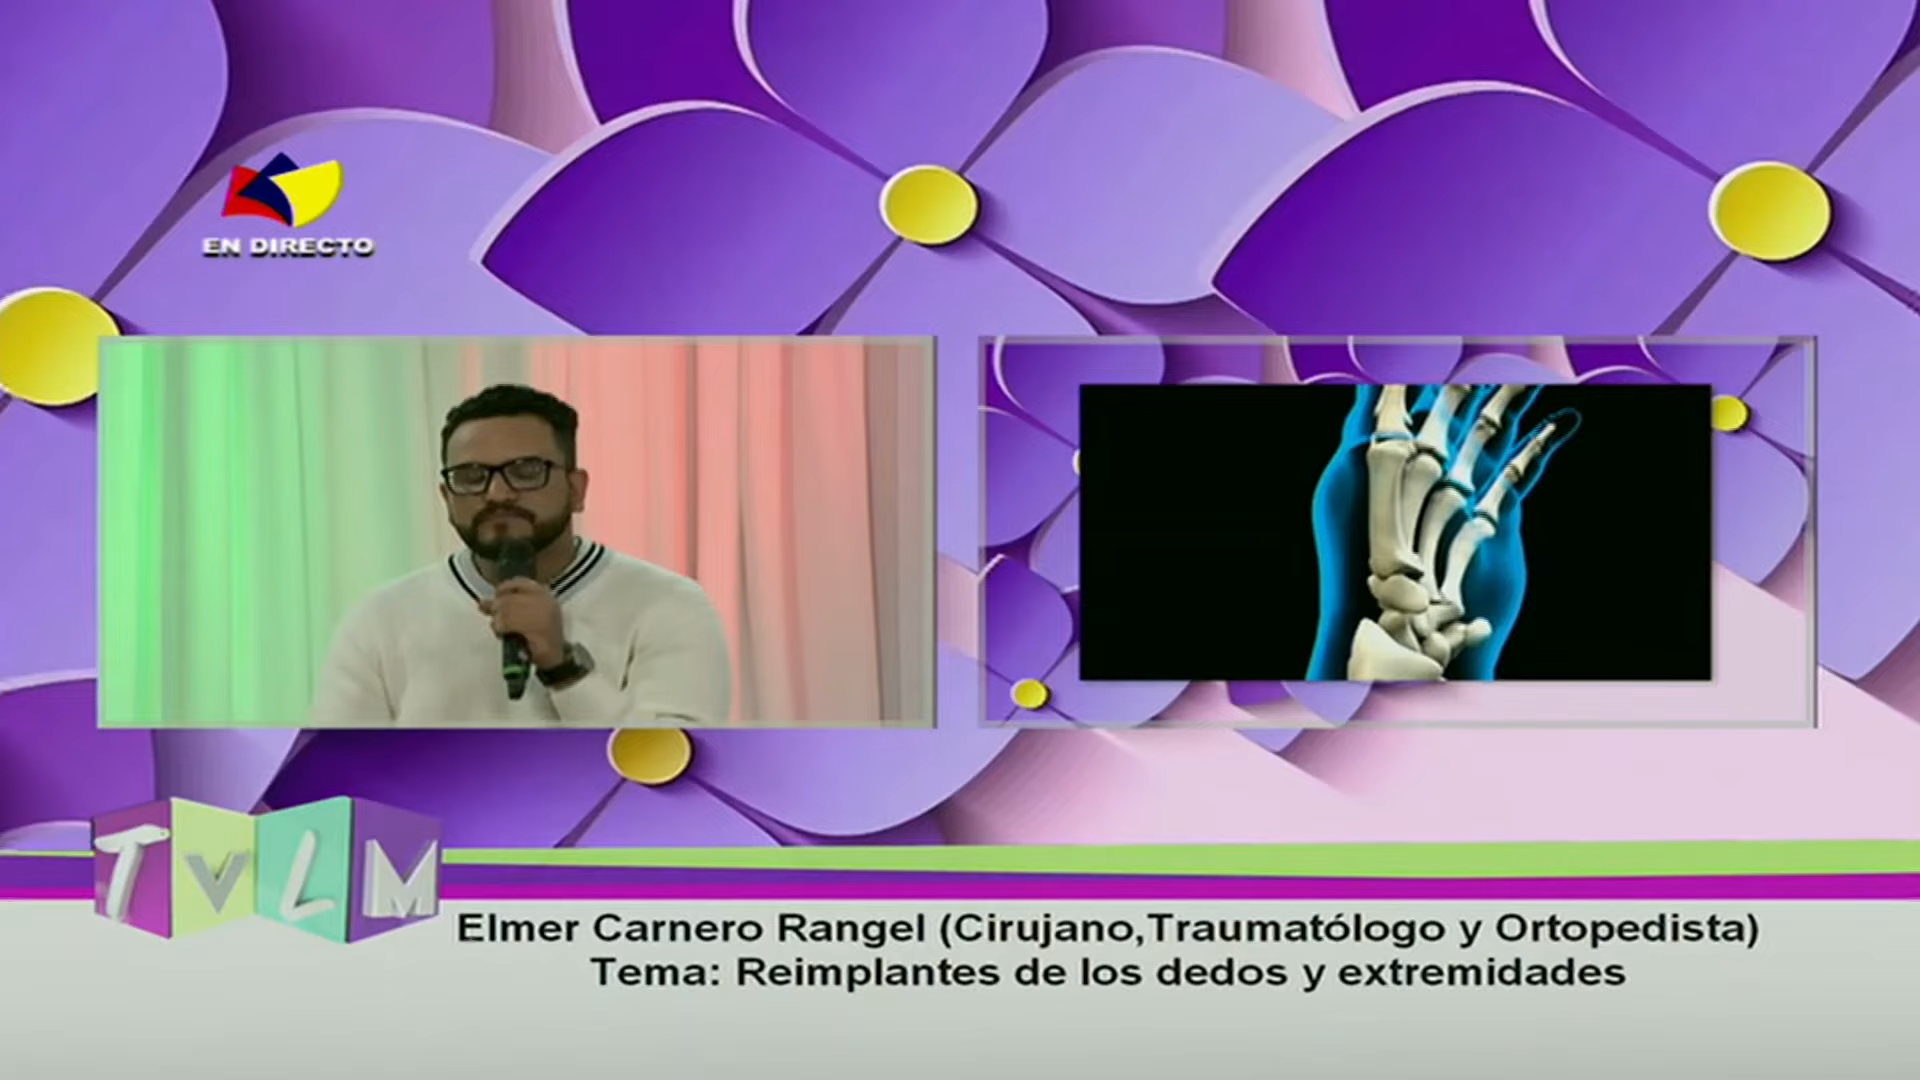 EN DIRECTO
TVLM
Elmer Carnero Rangel (Cirujano,Traumatólogo y Ortopedista)
Tema: Reimplantes de los dedos y extremidades